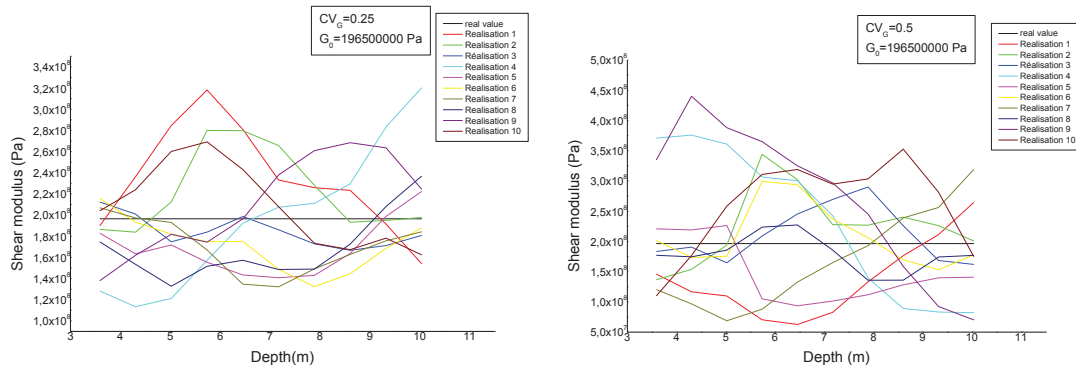 CV_G=0.25
G_0=196500000 Pa
real value
Realisation 1
Realisation 2
Réalisation 3
Realisation 4
Realisation 5
Realisation 6
Realisation 7
Realisation 8
Realisation 9
Realisation 10
3,4x10^8
3,2x10^8
3,0x10^8
2,8x10^8
2,6x10^8
2,4x10^8
2,2x10^8
2,0x10^8
1,8x10^8
1,6x10^8
1,4x10^8
1,2x10^8
1,0x10^8
Shear modulus (Pa)
3 4 5 6 7 8 9 10 11
Depth(m)
CV_G=0.5
G_0=196500000 Pa
real value
Realisation 1
Realisation 2
Réalisation 3
Realisation 4
Realisation 5
Realisation 6
Realisation 7
Realisation 8
Realisation 9
Realisation 10
5,0x10^8
4,5x10^8
4,0x10^8
3,5x10^8
3,0x10^8
2,5x10^8
2,0x10^8
1,5x10^8
1,0x10^8
5,0x10^7
Shear modulus (Pa)
3 4 5 6 7 8 9 10 11
Depth (m)